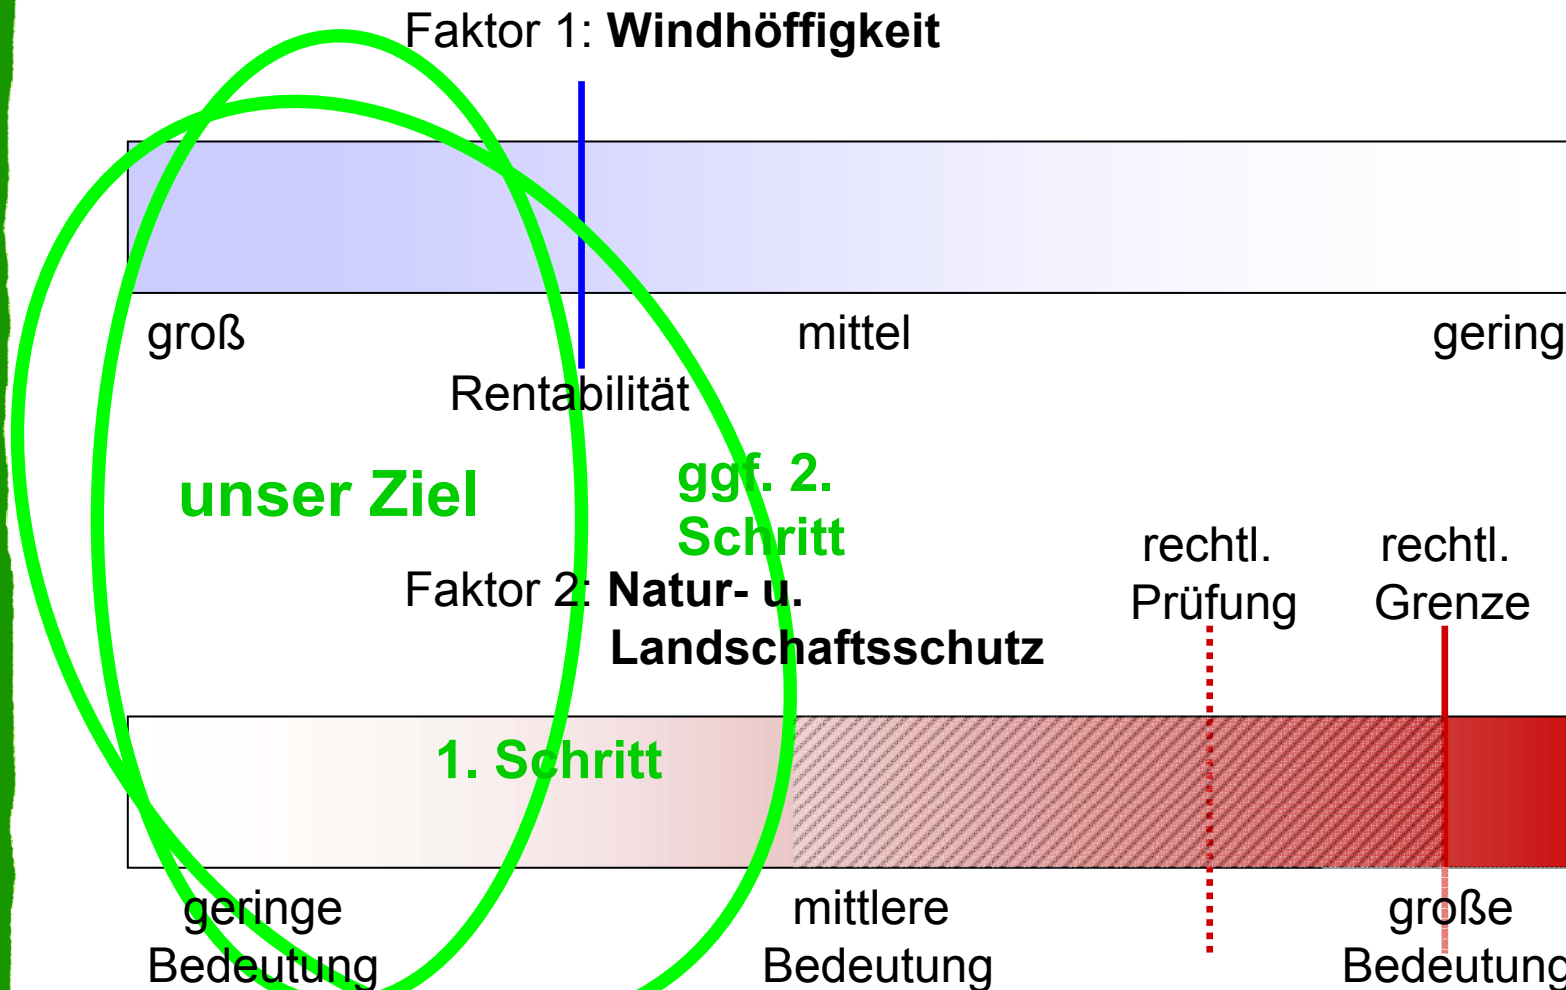 Faktor 1: Windhöffigkeit
groß mittel gering
Rentabilität
unser Ziel
ggf. 2.
Schritt
Faktor 2: Natur- u.
Landschaftsschutz
rechtl.
Prüfung
rechtl.
Grenze
1. Schritt
geringe
Bedeutung
mittlere
Bedeutung
große
Bedeutung